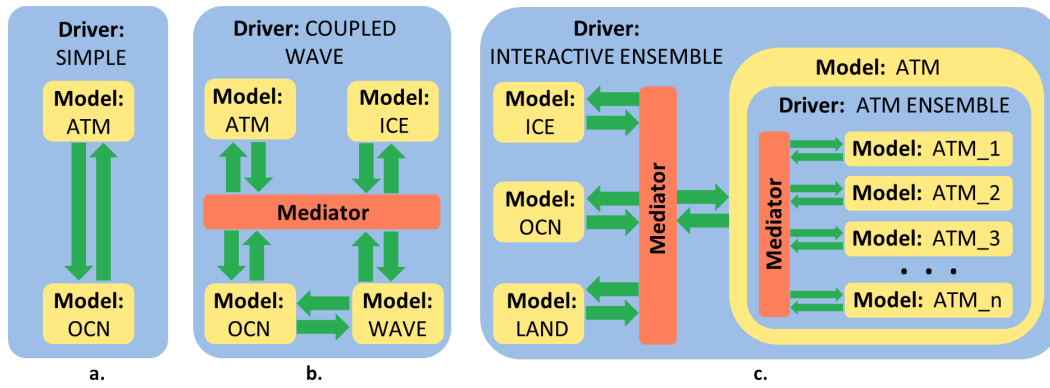 Driver:
SIMPLE
Model:
ATM
Model:
OCN
a.
Driver: COUPLED
WAVE
Model:
ATM
Model:
ICE
Mediator
Model:
OCN
Model:
WAVE
b.
Driver:
INTERACTIVE ENSEMBLE
Model:
ICE
Model:
OCN
Model:
LAND
Mediator
Model: ATM
Driver: ATM ENSEMBLE
Mediator
Model: ATM_1
Model: ATM_2
Model: ATM_3
. . .
Model: ATM_n
c.